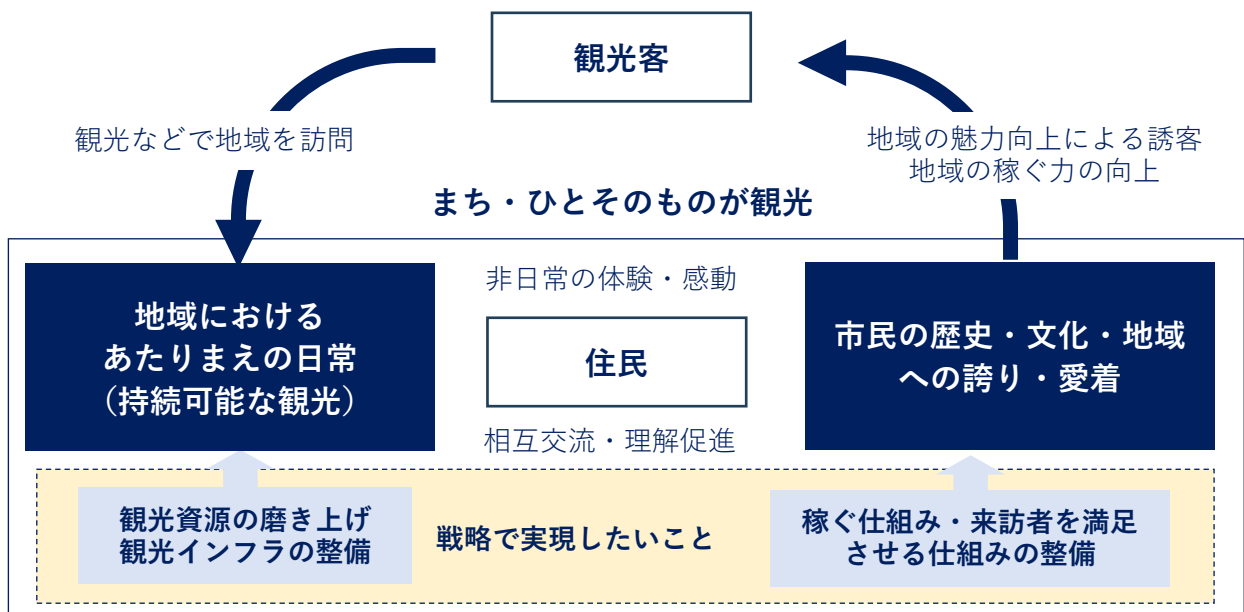 観光客
観光などで地域を訪問
地域の魅力向上による誘客
地域の稼ぐ力の向上
まち・ひとそのものが観光
地域における
あたりまえの日常
（持続可能な観光）
非日常の体験・感動
住民
相互交流・理解促進
市民の歴史・文化・地域
への誇り・愛着
観光資源の磨き上げ
観光インフラの整備
戦略で実現したいこと
稼ぐ仕組み・来訪者を満足
させる仕組みの整備